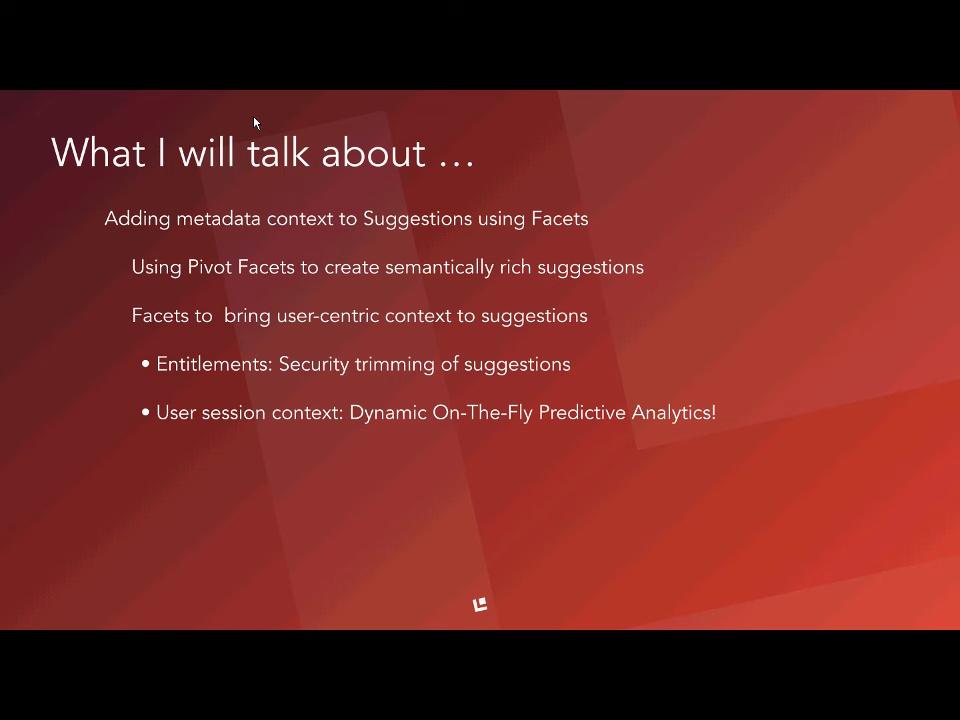 What I will talk about ...
Adding metadata context to Suggestions using Facets
Using Pivot Facets to create semantically rich suggestions
Facets to  bring user-centric context to suggestions
• Entitlements: Security trimming of suggestions
• User session context: Dynamic On-The-Fly Predictive Analytics!